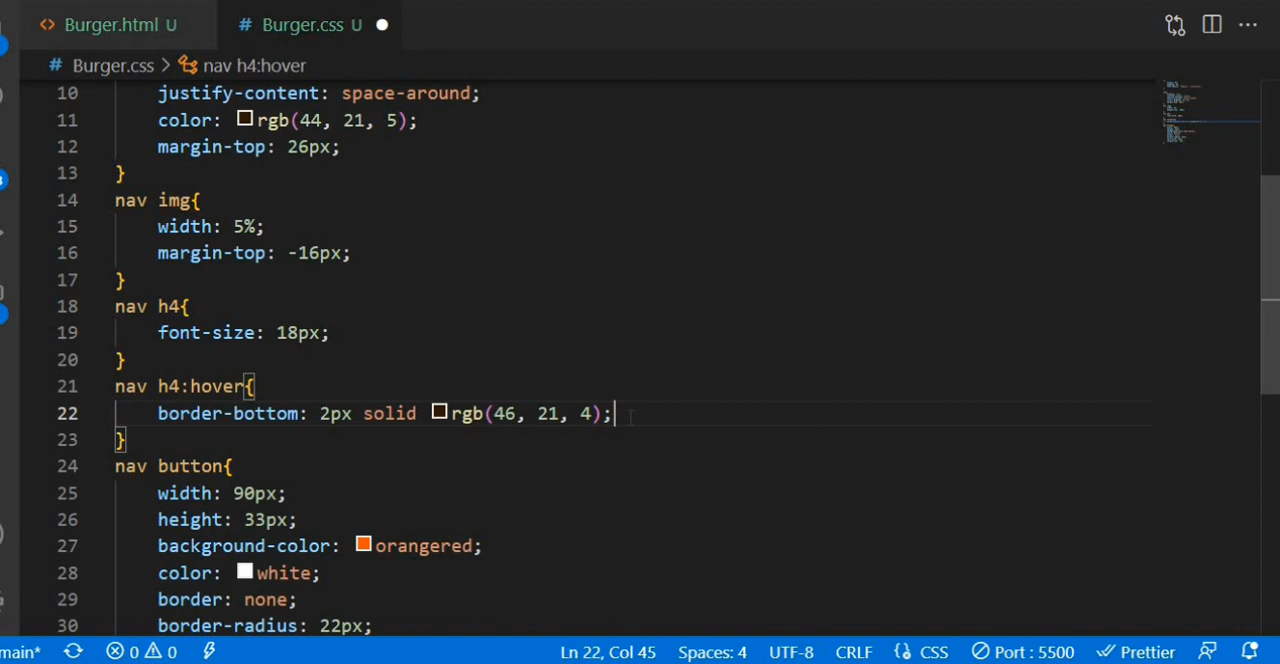 Burger.html U
# Burger.css U
# Burger.css > nav h4:hover
10 justify-content: space-around;
11 color: rgb(44, 21, 5);
12 margin-top: 26px;
13 }
14 nav img{
15 width: 5%;
16 margin-top: -16px;
17 }
18 nav h4{
19 font-size: 18px;
20 }
21 nav h4:hover{
22 border-bottom: 2px solid rgb(46, 21, 4);
23 }
24 nav button{
25 width: 90px;
26 height: 33px;
27 background-color: orangered;
28 color: white;
29 border: none;
30 border-radius: 22px;
main* 0 0 Ln 22, Col 45 Spaces: 4 UTF-8 CRLF {} CSS Port : 5500 Prettier